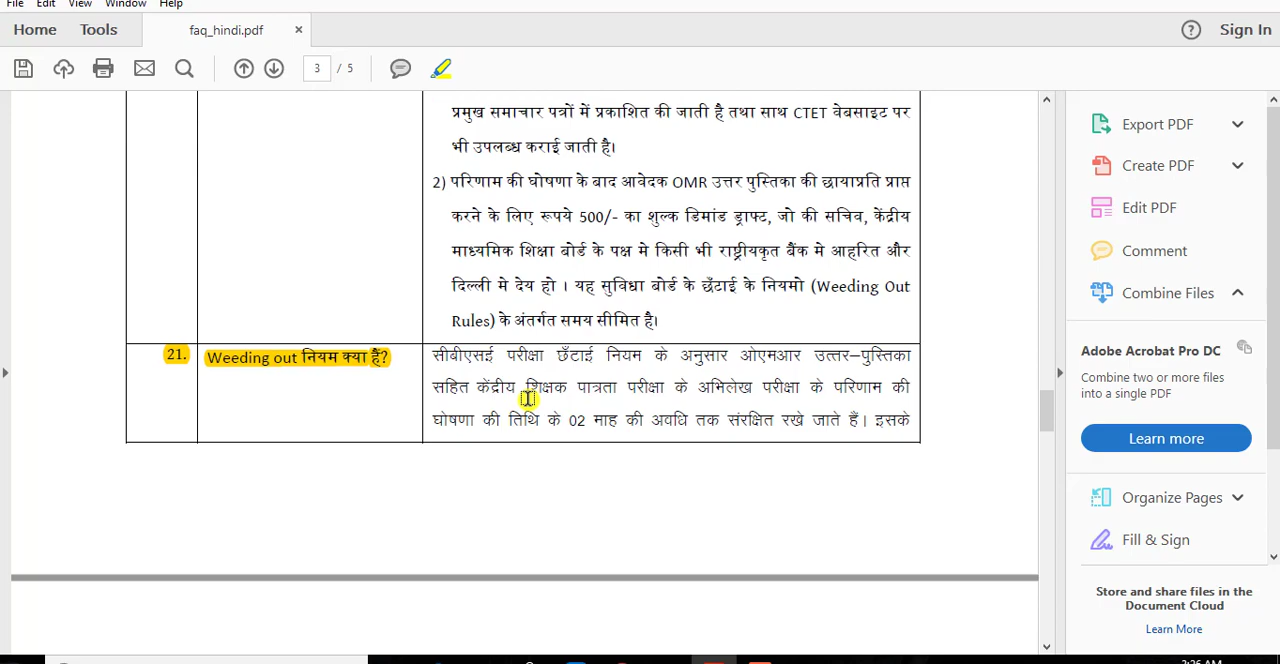 File Edit View Window Help
Home Tools faq_hindi.pdf × ? Sign In
3 / 5
प्रमुख समाचार पत्रों में प्रकाशित की जाती है तथा साथ CTET वेबसाइट पर
भी उपलब्ध कराई जाती है।
2) परिणाम की घोषणा के बाद आवेदक OMR उत्तर पुस्तिका की छायाप्रति प्राप्त
करने के लिए रूपये 500/- का शुल्क डिमांड ड्राफ्ट, जो की सचिव, केंद्रीय
माध्यमिक शिक्षा बोर्ड के पक्ष मे किसी भी राष्ट्रीयकृत बैंक मे आहरित और
दिल्ली मे देय हो । यह सुविधा बोर्ड के छँटाई के नियमो (Weeding Out
Rules) के अंतर्गत समय सीमित है।
21. Weeding out नियम क्या हैं?
सीबीएसई परीक्षा छँटाई नियम के अनुसार ओएमआर उत्तर–पुस्तिका
सहित केंद्रीय शिक्षक पात्रता परीक्षा के अभिलेख परीक्षा के परिणाम की
घोषणा की तिथि के 02 माह की अवधि तक संरक्षित रखे जाते हैं। इसके
Export PDF
Create PDF
Edit PDF
Comment
Combine Files
Adobe Acrobat Pro DC
Combine two or more files
into a single PDF
Learn more
Organize Pages
Fill & Sign
Store and share files in the
Document Cloud
Learn More
2:26 AM